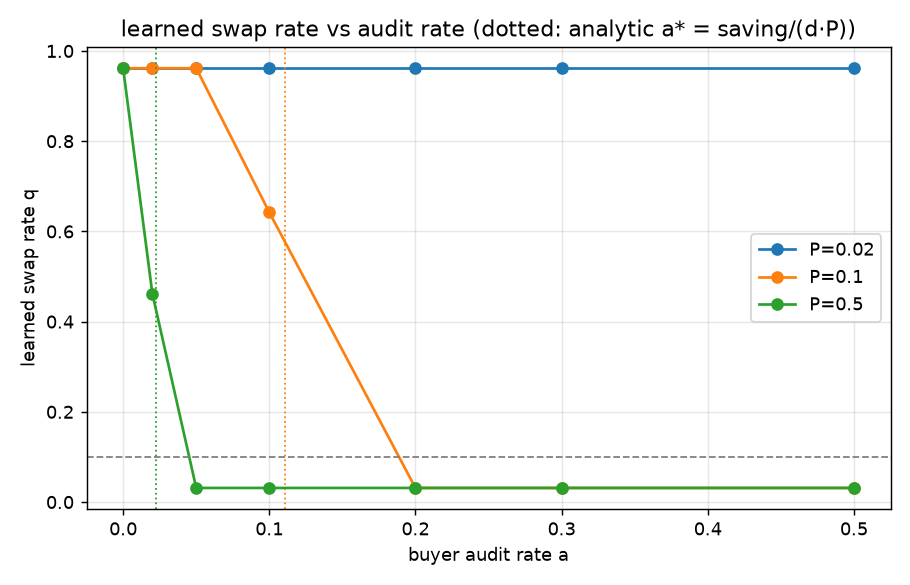 learned swap rate vs audit rate (dotted: analytic a* = saving/(d·P))
learned swap rate q
1.0
0.8
0.6
0.4
0.2
0.0
P=0.02
P=0.1
P=0.5
0.0 0.1 0.2 0.3 0.4 0.5
buyer audit rate a